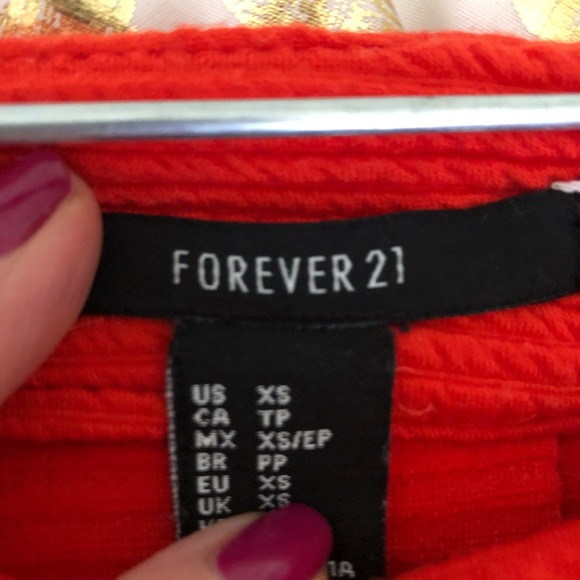 FOREVER 21
US XS
CA TP
MX XS/EP
BR PP
EU XS
UK XS